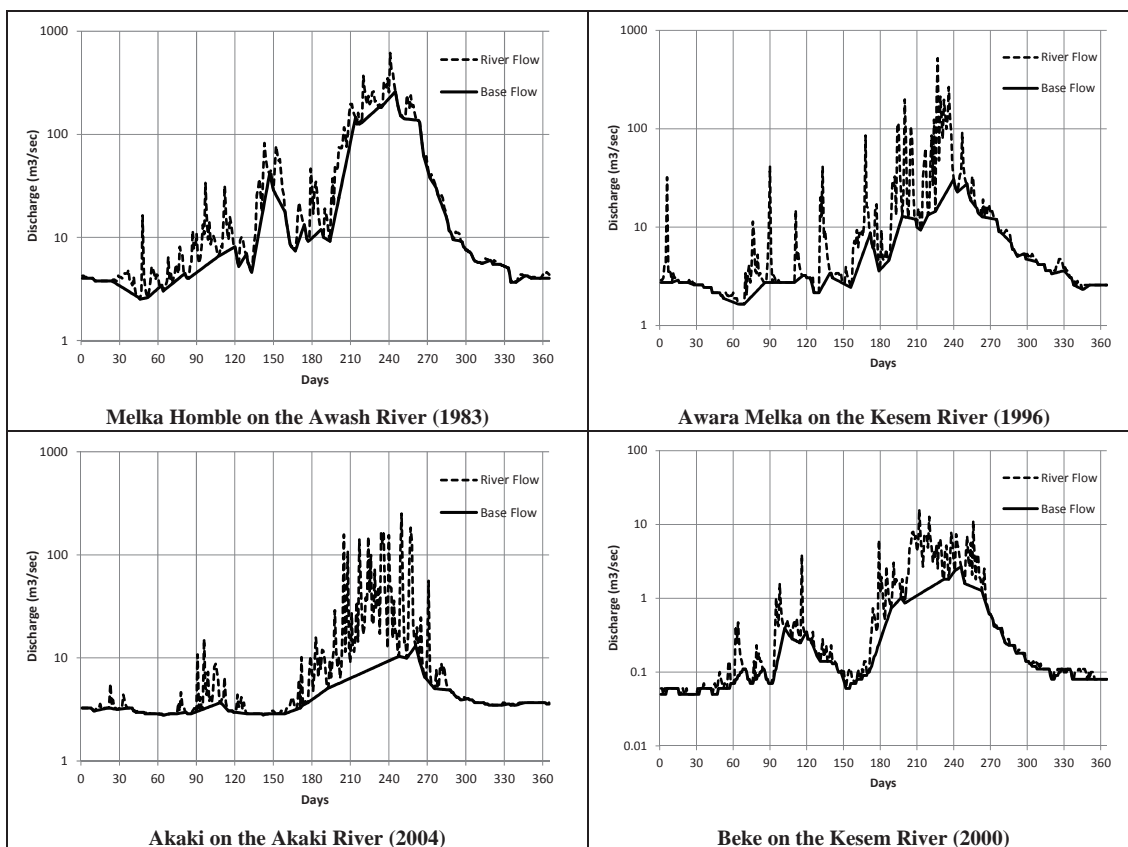 1000
100
10
1
Discharge (m3/sec)
River Flow
Base Flow
0 30 60 90 120 150 180 210 240 270 300 330 360
Days
Melka Homble on the Awash River (1983)
1000
100
10
1
Discharge (m3/sec)
River Flow
Base Flow
0 30 60 90 120 150 180 210 240 270 300 330 360
Days
Awara Melka on the Kesem River (1996)
1000
100
10
1
Discharge (m3/sec)
River Flow
Base Flow
0 30 60 90 120 150 180 210 240 270 300 330 360
Days
Akaki on the Akaki River (2004)
100
10
1
0.1
0.01
Discharge (m3/sec)
River Flow
Base Flow
0 30 60 90 120 150 180 210 240 270 300 330 360
Days
Beke on the Kesem River (2000)